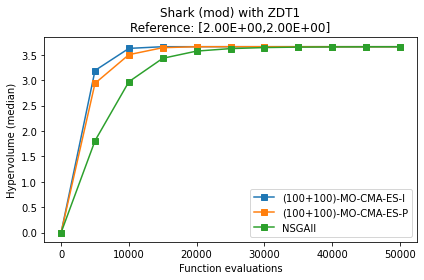 Shark (mod) with ZDT1
Reference: [2.00E+00,2.00E+00]
Hypervolume (median)
3.5
3.0
2.5
2.0
1.5
1.0
0.5
0.0
(100+100)-MO-CMA-ES-I
(100+100)-MO-CMA-ES-P
NSGAII
0 10000 20000 30000 40000 50000
Function evaluations